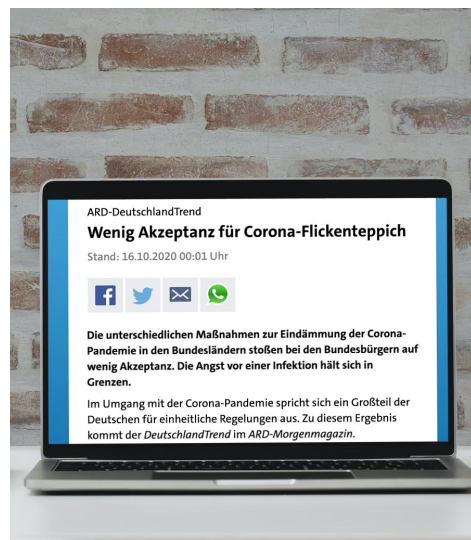 ARD-DeutschlandTrend
Wenig Akzeptanz für Corona-Flickenteppich
Stand: 16.10.2020 00:01 Uhr
Die unterschiedlichen Maßnahmen zur Eindämmung der Corona-
Pandemie in den Bundesländern stoßen bei den Bundesbürgern auf
wenig Akzeptanz. Die Angst vor einer Infektion hält sich in
Grenzen.
Im Umgang mit der Corona-Pandemie spricht sich ein Großteil der
Deutschen für einheitliche Regelungen aus. Zu diesem Ergebnis
kommt der DeutschlandTrend im ARD-Morgenmagazin.